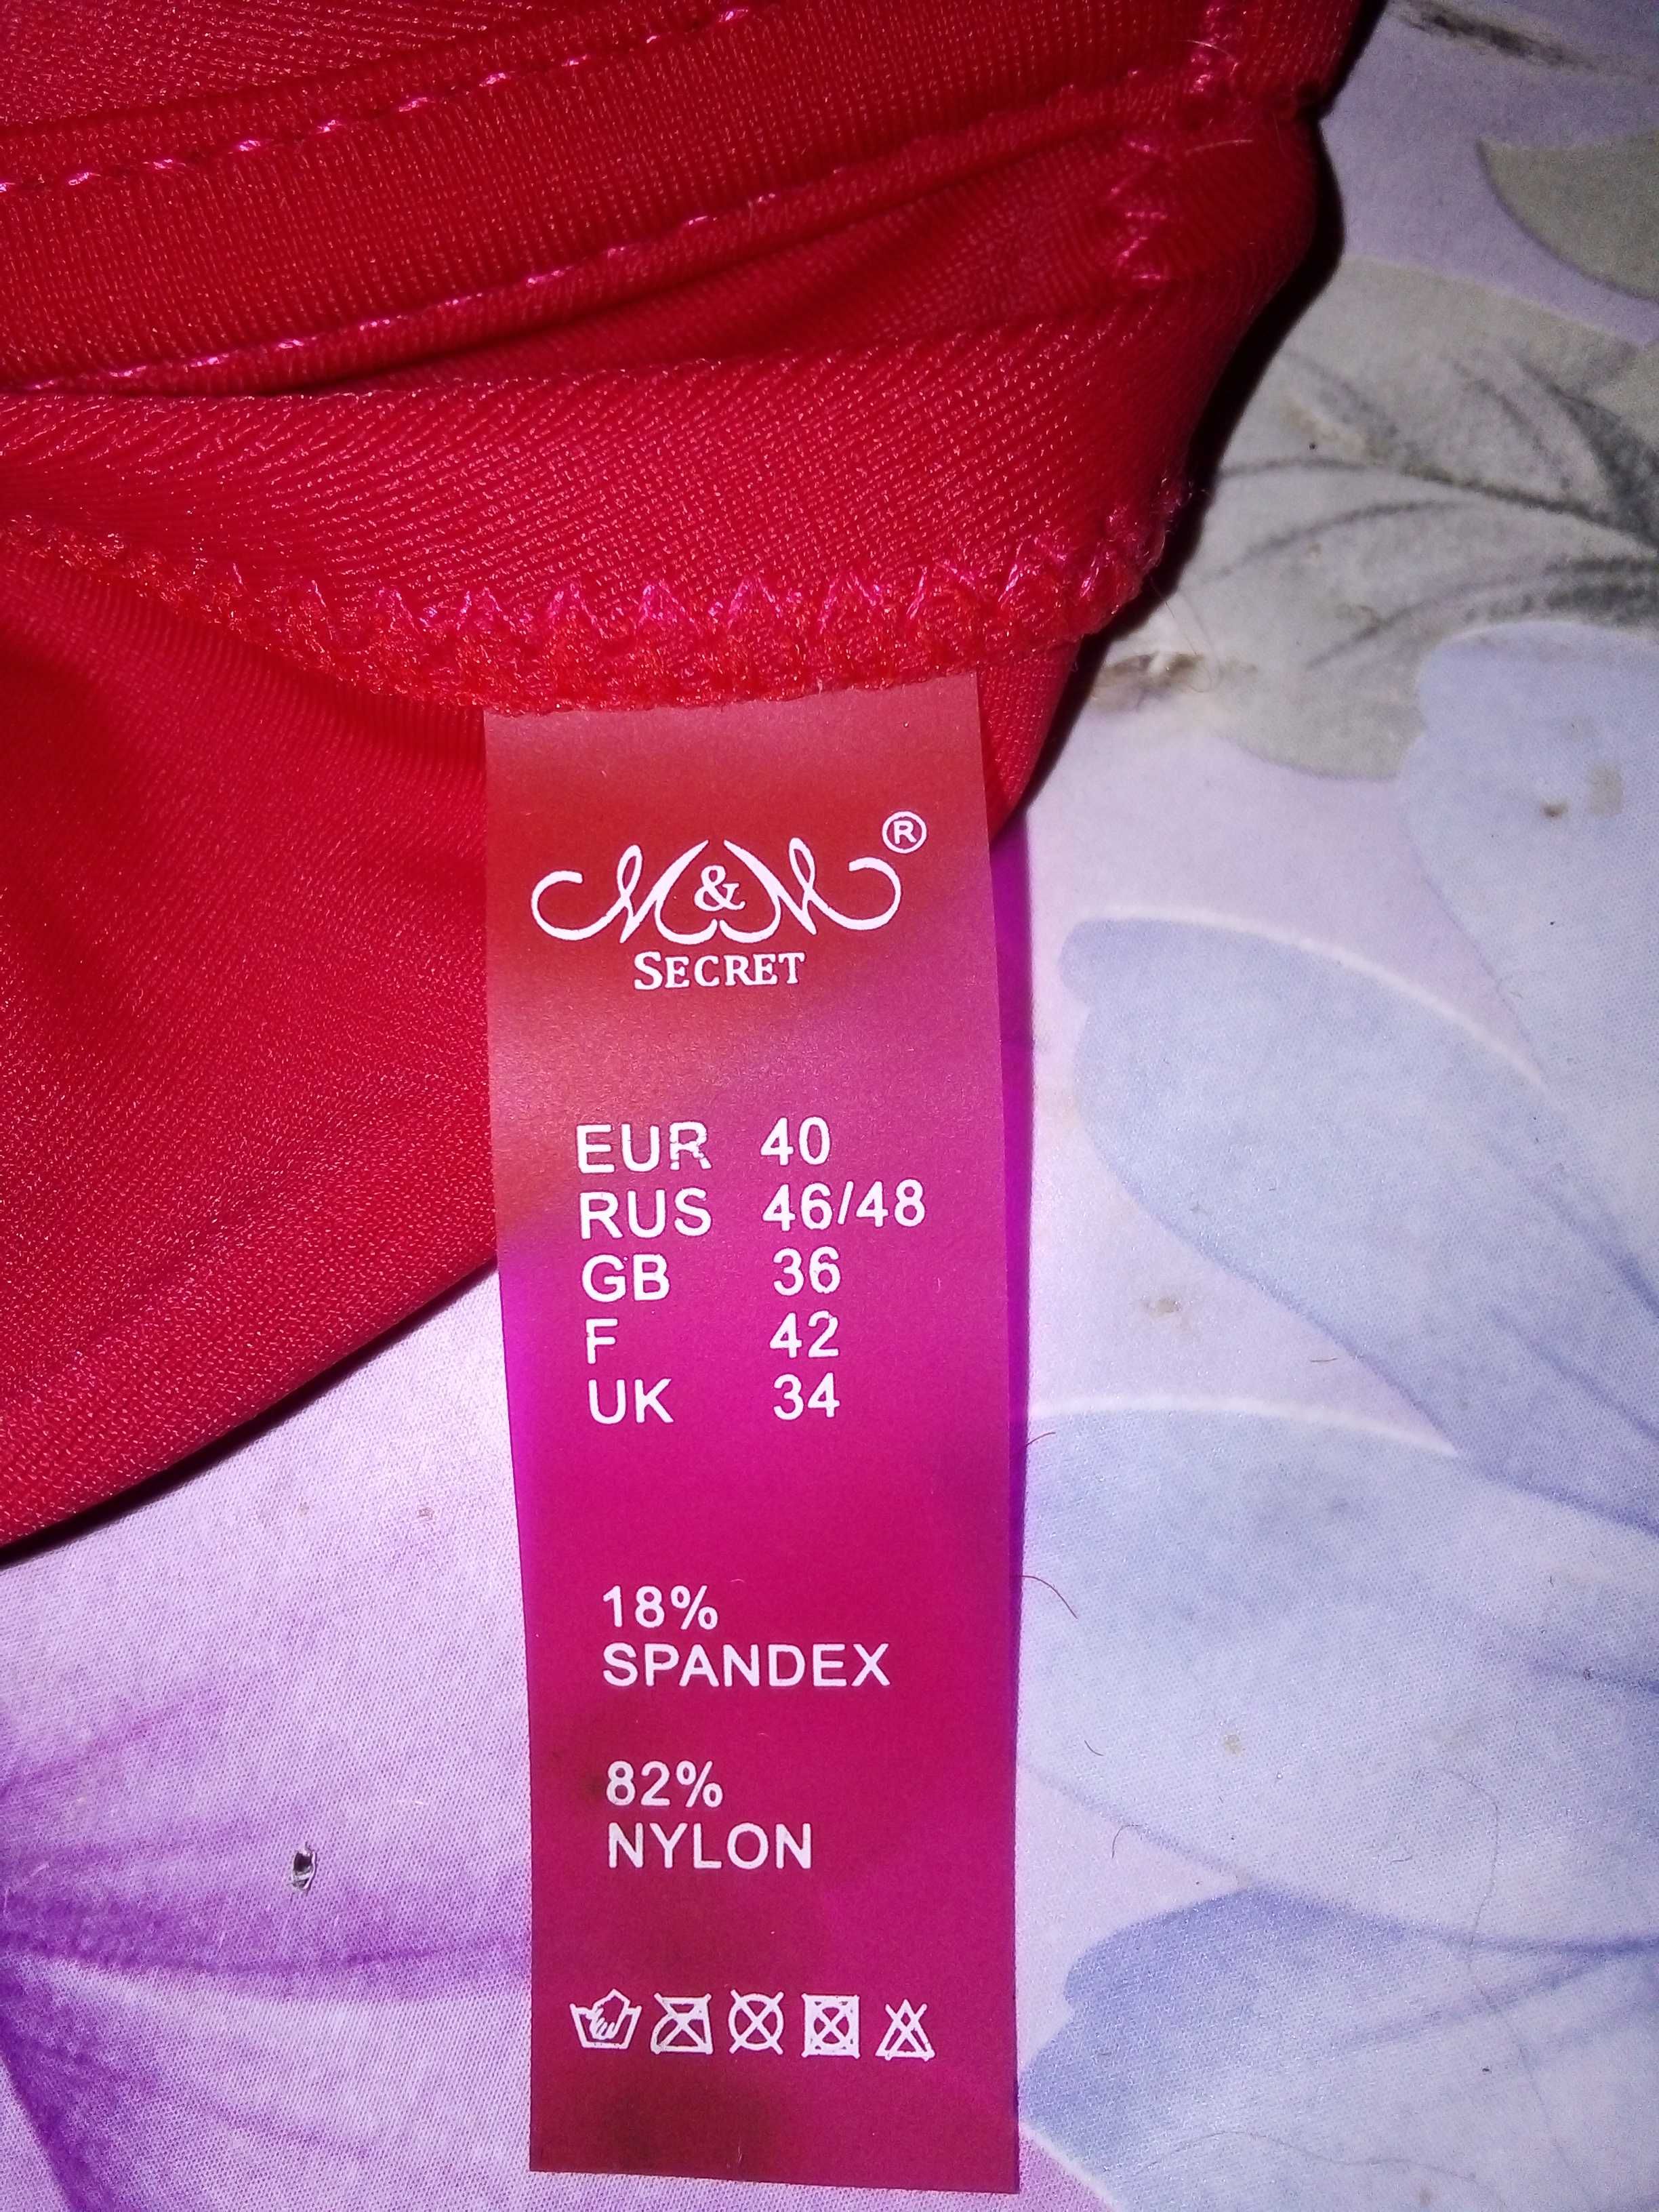 M&M®
SECRET
EUR 40
RUS 46/48
GB 36
F 42
UK 34
18%
SPANDEX
82%
NYLON